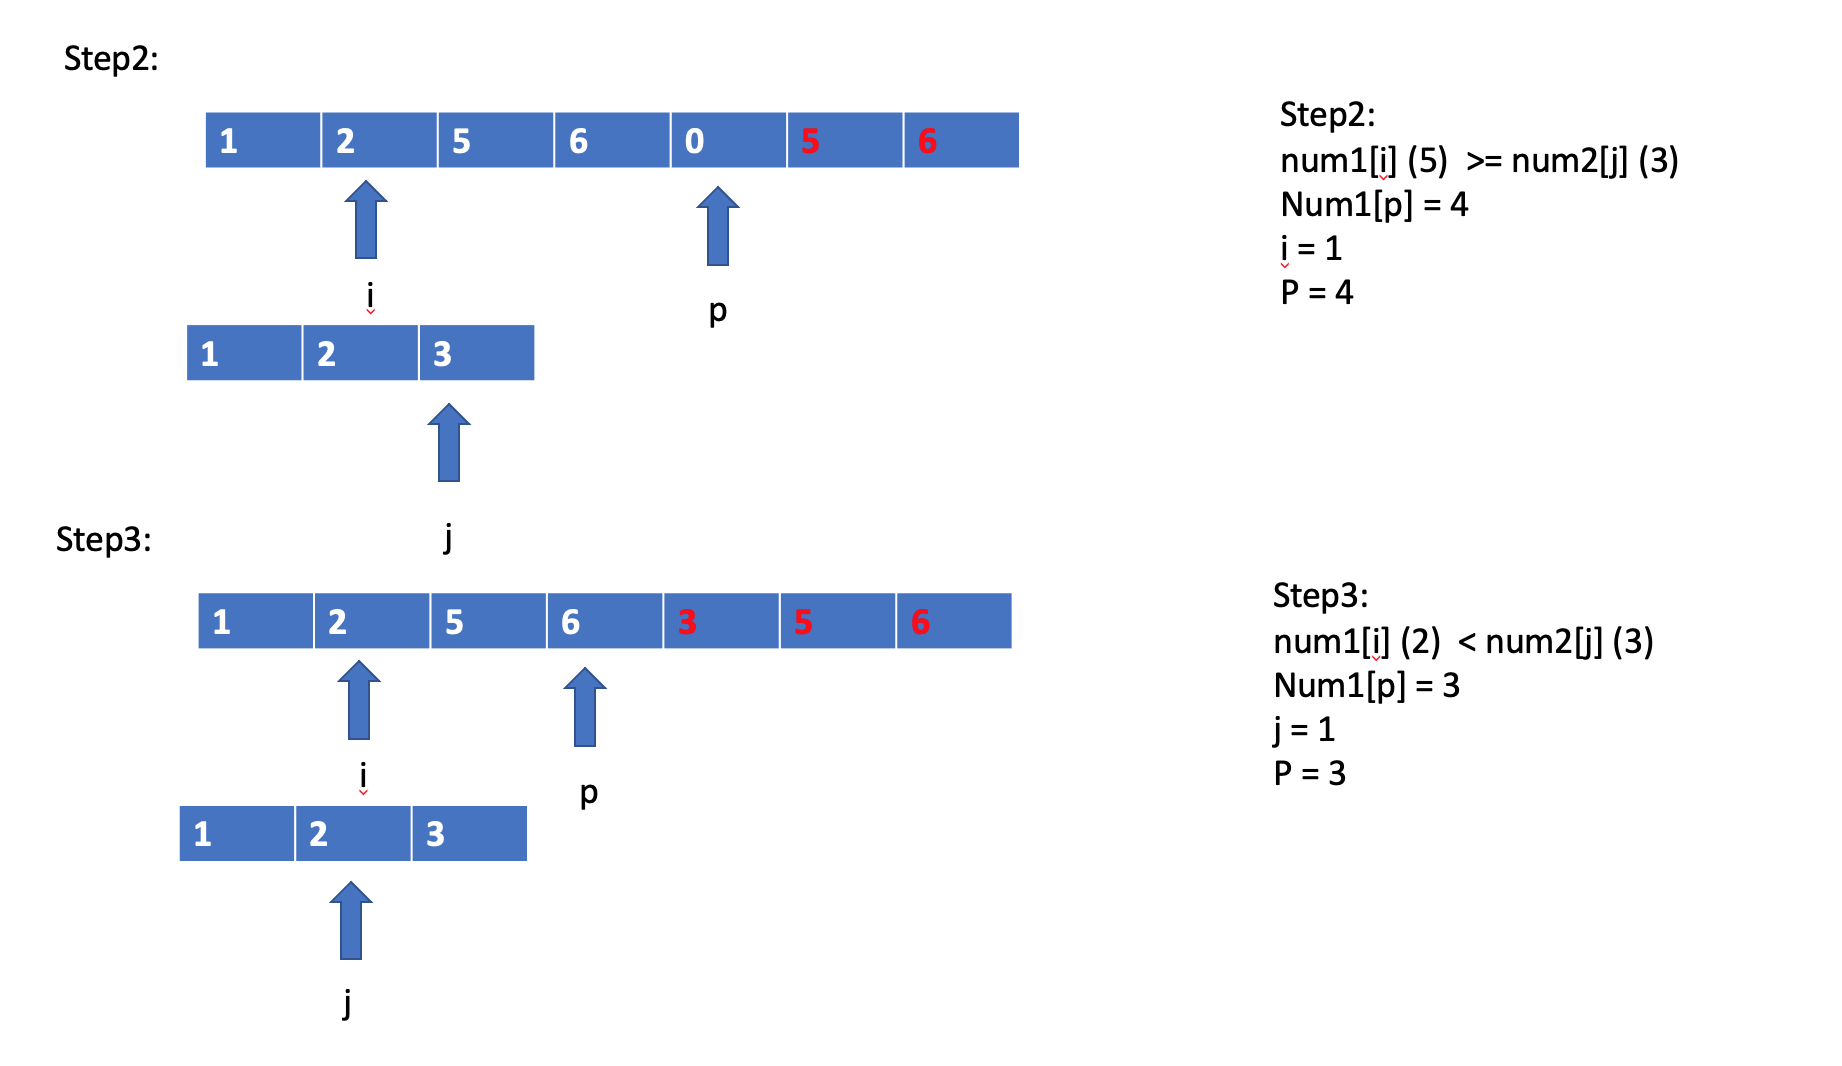 Step2:
1 2 5 6 0 5 6
i
p
1 2 3
j
Step2:
num1[i] (5)  >= num2[j] (3)
Num1[p] = 4
i = 1
P = 4
Step3:
1 2 5 6 3 5 6
i
p
1 2 3
j
Step3:
num1[i] (2)  < num2[j] (3)
Num1[p] = 3
j = 1
P = 3